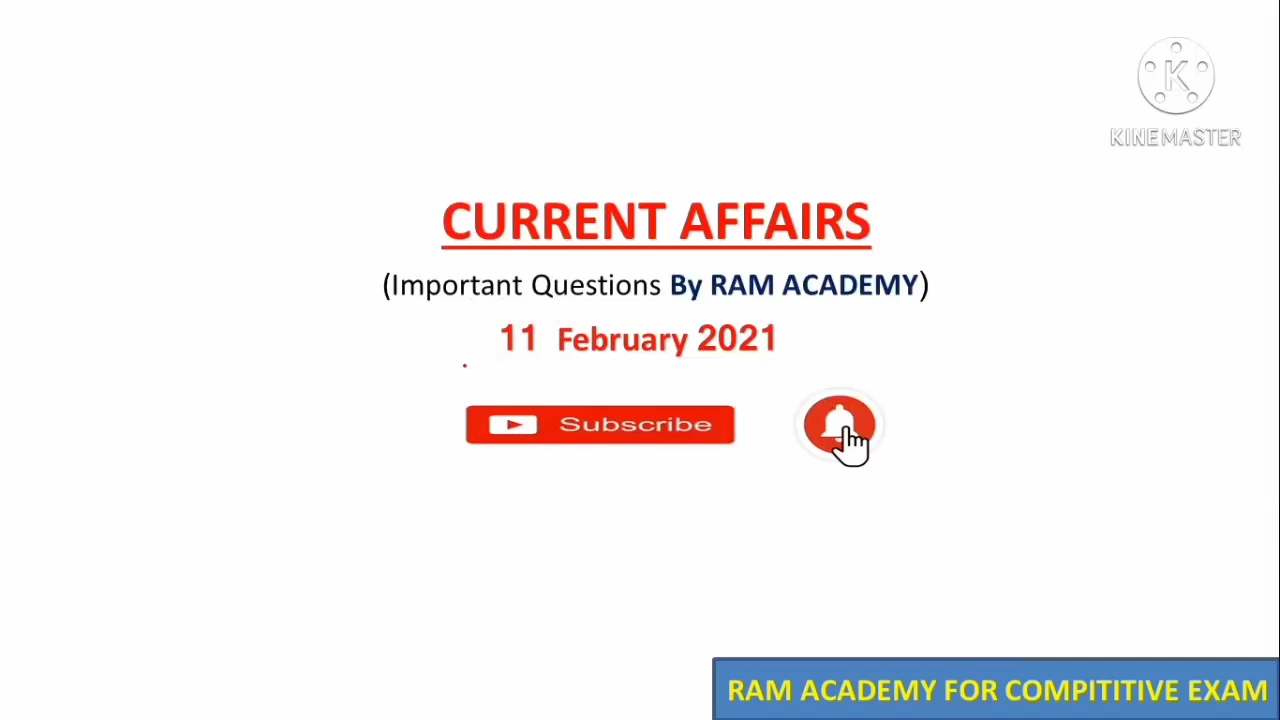 K
KINEMASTER
CURRENT AFFAIRS
(Important Questions By RAM ACADEMY)
11 February 2021
Subscribe
RAM ACADEMY FOR COMPITITIVE EXAM